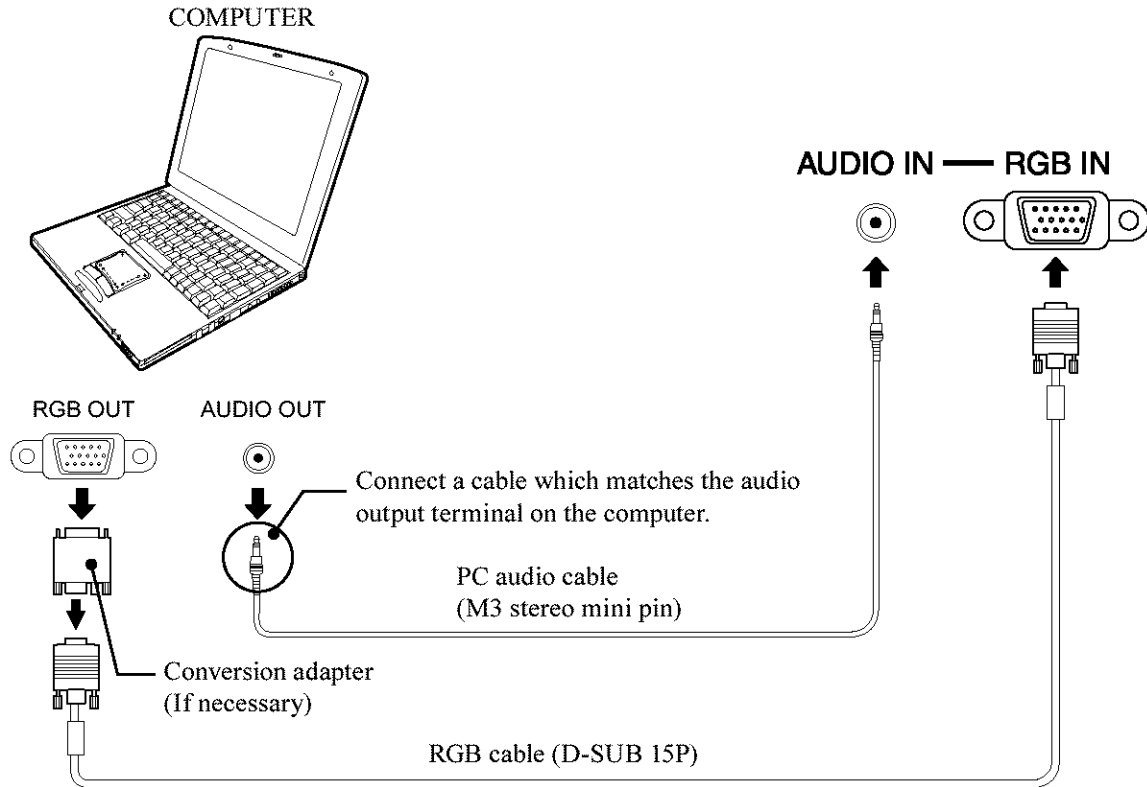 COMPUTER
AUDIO IN — RGB IN
RGB OUT
AUDIO OUT
Connect a cable which matches the audio
output terminal on the computer.
PC audio cable
(M3 stereo mini pin)
Conversion adapter
(If necessary)
RGB cable (D-SUB 15P)